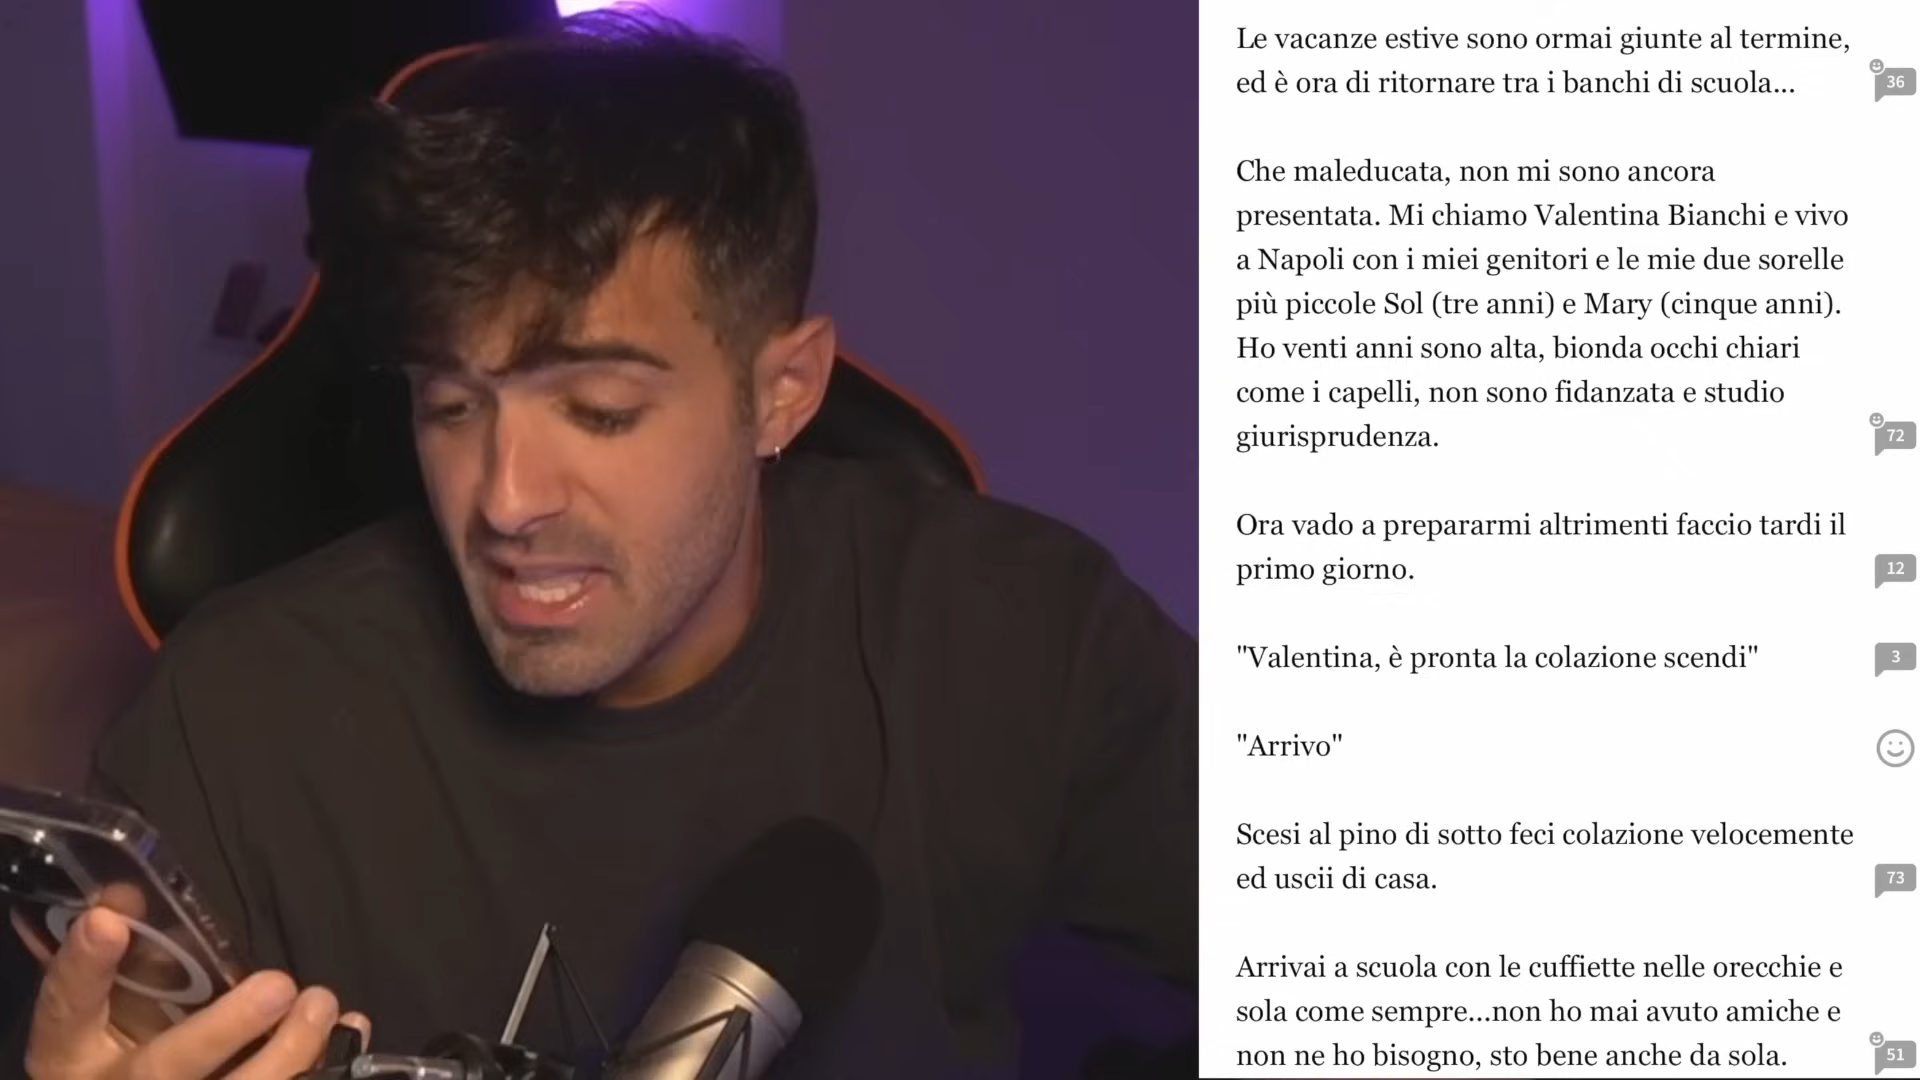 Le vacanze estive sono ormai giunte al termine,
ed è ora di ritornare tra i banchi di scuola...
36
Che maleducata, non mi sono ancora
presentata. Mi chiamo Valentina Bianchi e vivo
a Napoli con i miei genitori e le mie due sorelle
più piccole Sol (tre anni) e Mary (cinque anni).
Ho venti anni sono alta, bionda occhi chiari
come i capelli, non sono fidanzata e studio
giurisprudenza.
72
Ora vado a prepararmi altrimenti faccio tardi il
primo giorno.
12
"Valentina, è pronta la colazione scendi"
3
"Arrivo"
Scesi al pino di sotto feci colazione velocemente
ed uscii di casa.
73
Arrivai a scuola con le cuffiette nelle orecchie e
sola come sempre...non ho mai avuto amiche e
non ne ho bisogno, sto bene anche da sola.
51